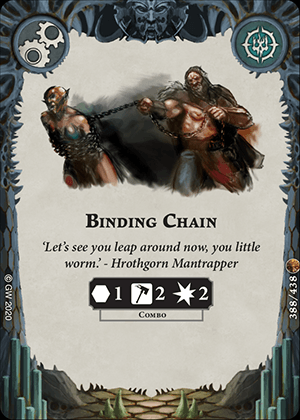 BINDING CHAIN
'Let's see you leap around now, you little
worm.' - Hrothgorn Mantrapper
1 2 2
COMBO
© GW 2020
388/438